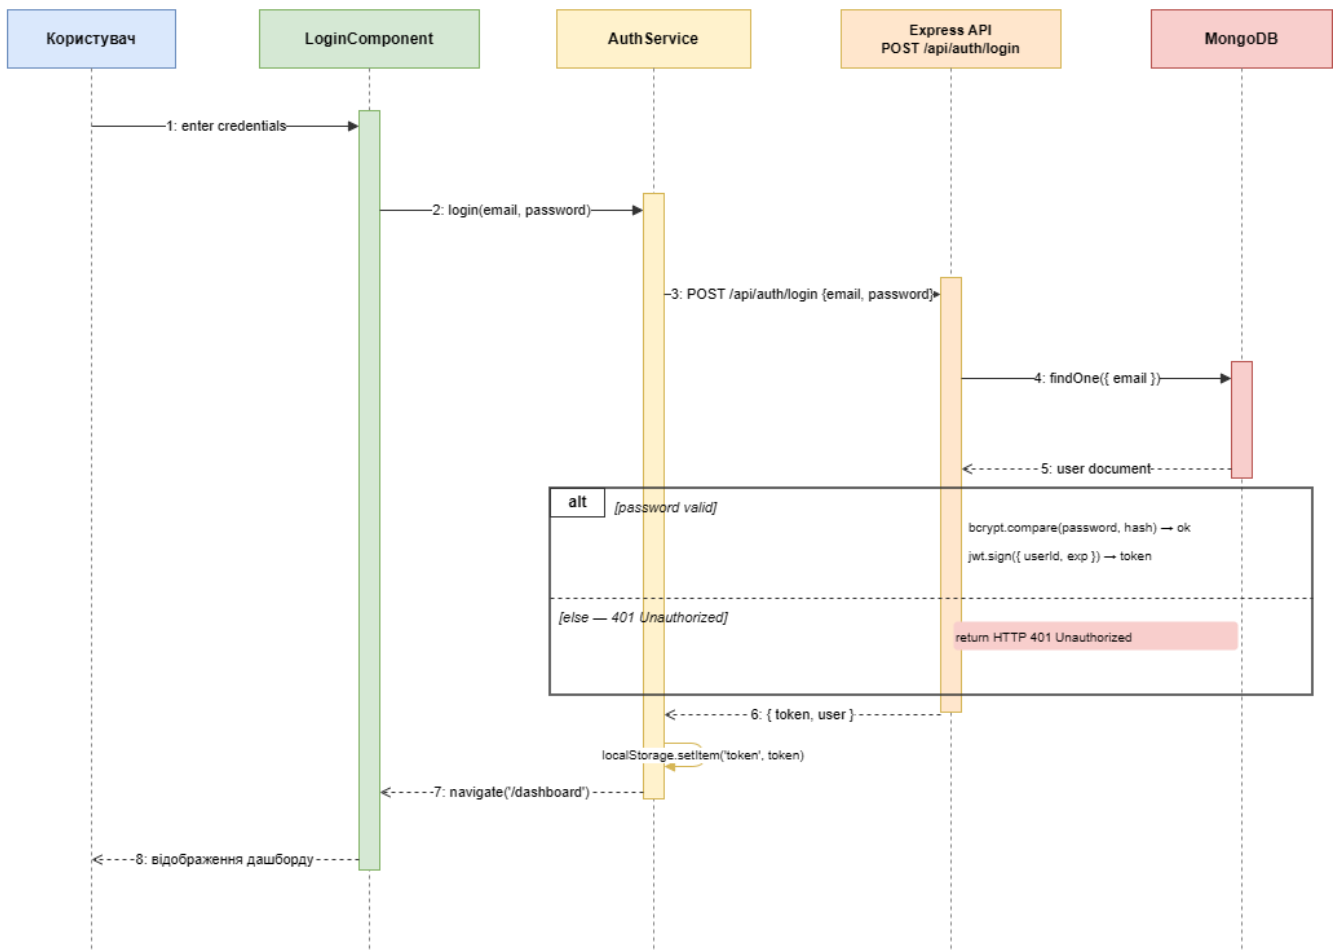 Користувач
LoginComponent
AuthService
Express API
POST /api/auth/login
MongoDB
1: enter credentials
2: login(email, password)
3: POST /api/auth/login {email, password}
4: findOne({ email })
5: user document
alt
[password valid]
bcrypt.compare(password, hash) → ok
jwt.sign({ userId, exp }) → token
[else — 401 Unauthorized]
return HTTP 401 Unauthorized
6: { token, user }
localStorage.setItem('token', token)
7: navigate('/dashboard')
8: відображення дашборду